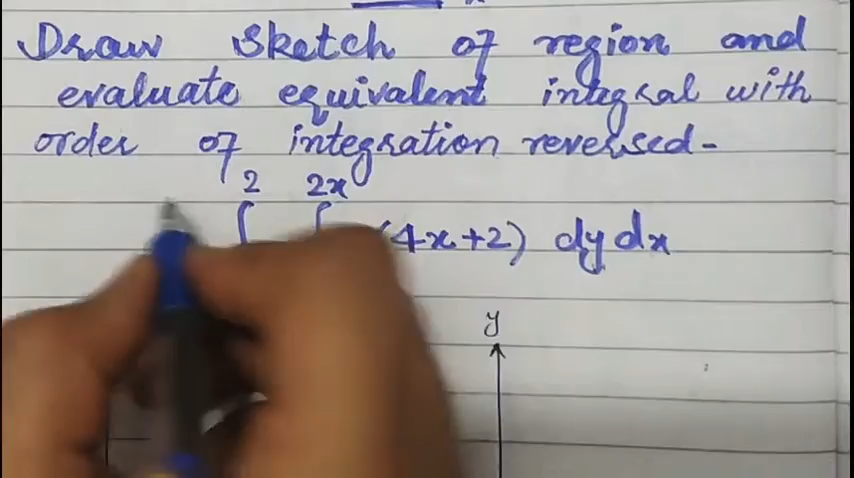 Draw Sketch of region and
evaluate equivalent integral with
order of integration reversed-
2 2x
∫ ∫ (4x+2) dy dx
y